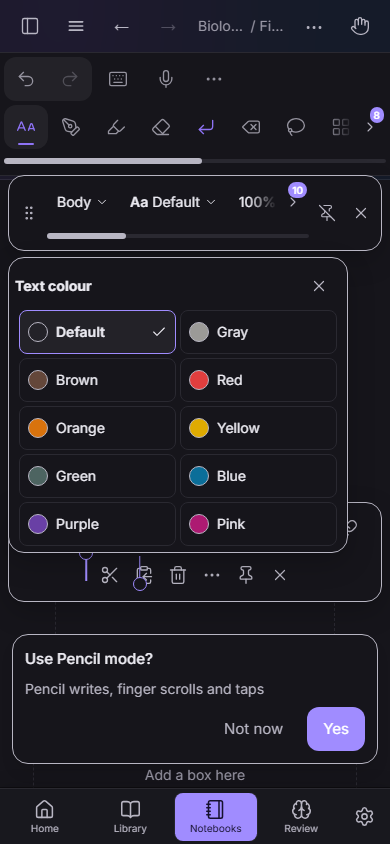 Biolo... / Fi...
Aa
8
Body
Aa Default
100%
10
Text colour
Default
Gray
Brown
Red
Orange
Yellow
Green
Blue
Purple
Pink
Use Pencil mode?
Pencil writes, finger scrolls and taps
Not now
Yes
Add a box here
Home
Library
Notebooks
Review